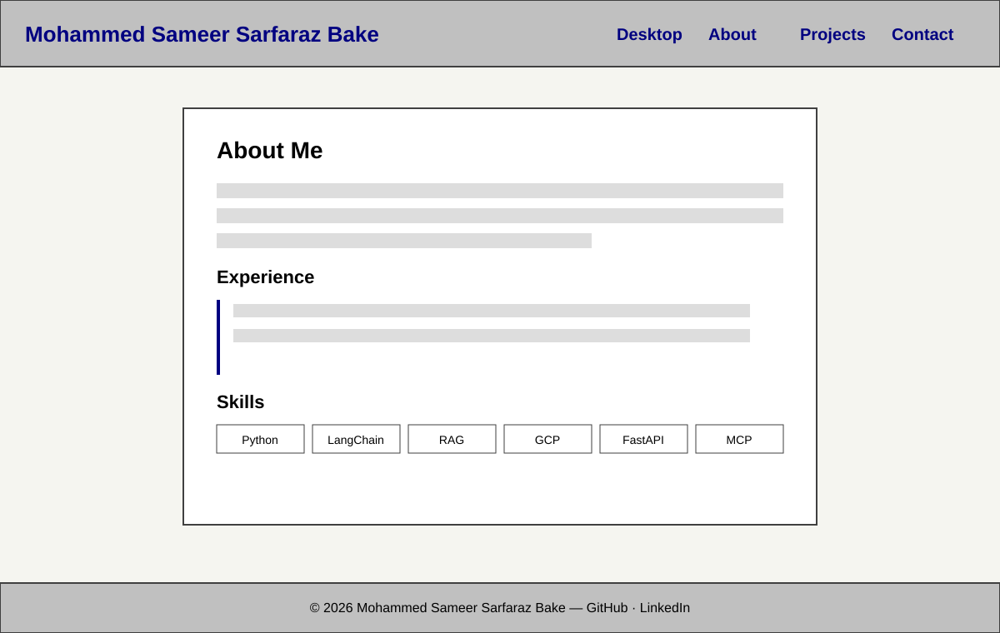 Mohammed Sameer Sarfaraz Bake
Desktop About Projects Contact
About Me
Experience
Skills
Python LangChain RAG GCP FastAPI MCP
© 2026 Mohammed Sameer Sarfaraz Bake — GitHub · LinkedIn